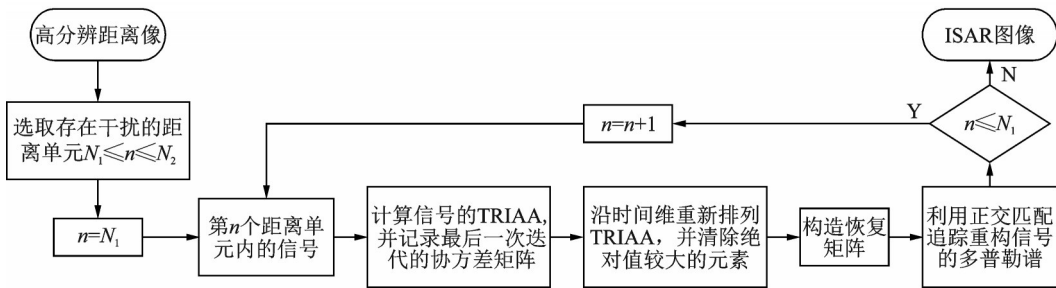 高分辨距离像
选取存在干扰的距
离单元N₁≤n≤N₂
n=N₁
第n个距离单
元内的信号
计算信号的TRIAA,
并记录最后一次迭
代的协方差矩阵
沿时间维重新排列
TRIAA，并清除绝
对值较大的元素
构造恢复
矩阵
利用正交匹配
追踪重构信号
的多普勒谱
n≤N₁
Y
n=n+1
N
ISAR图像